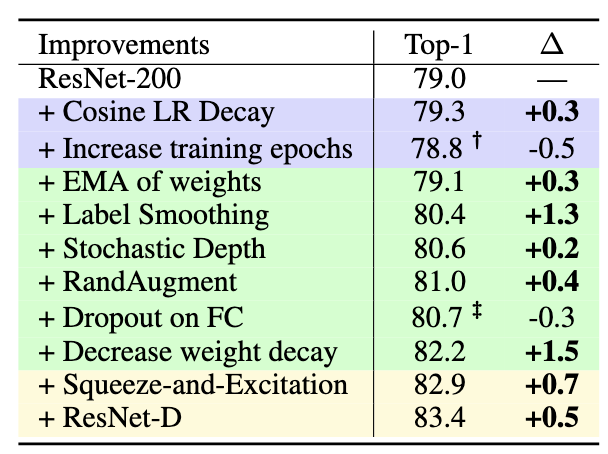 Improvements Top-1 Δ
ResNet-200 79.0 —
+ Cosine LR Decay 79.3 +0.3
+ Increase training epochs 78.8 † -0.5
+ EMA of weights 79.1 +0.3
+ Label Smoothing 80.4 +1.3
+ Stochastic Depth 80.6 +0.2
+ RandAugment 81.0 +0.4
+ Dropout on FC 80.7 ‡ -0.3
+ Decrease weight decay 82.2 +1.5
+ Squeeze-and-Excitation 82.9 +0.7
+ ResNet-D 83.4 +0.5